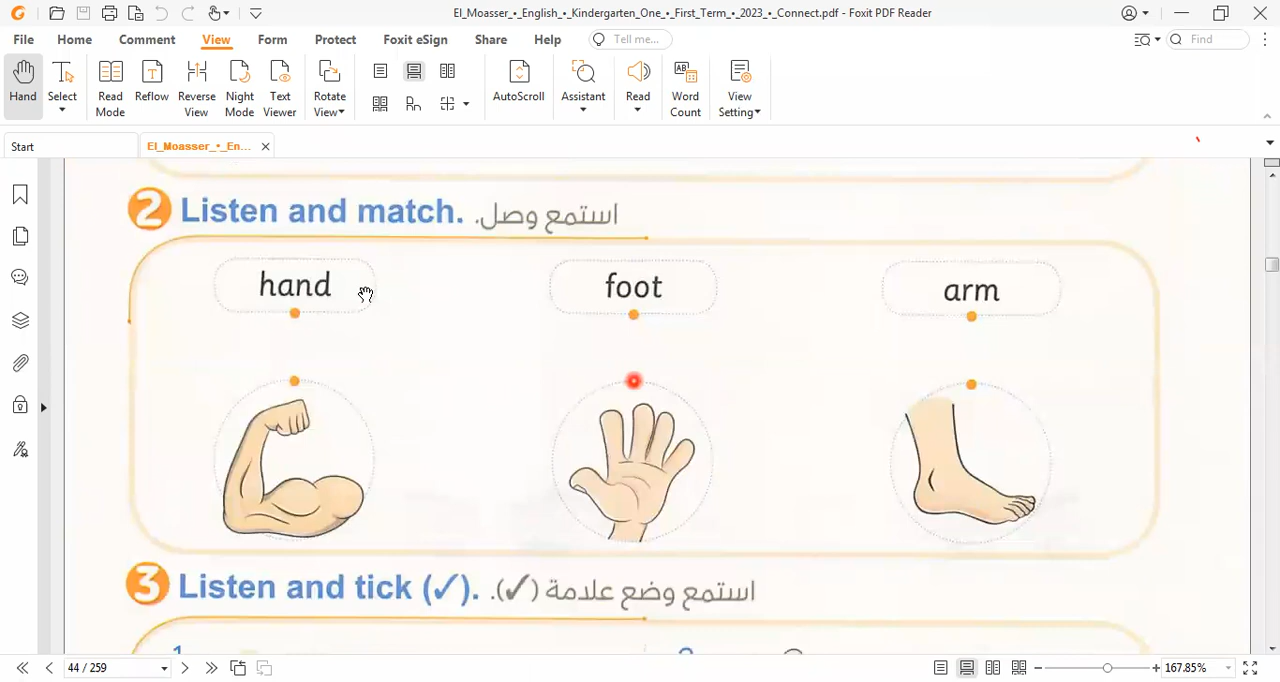 El_Moasser_•_English_•_Kindergarten_One_•_First_Term_•_2023_•_Connect.pdf - Foxit PDF Reader
File Home Comment View Form Protect Foxit eSign Share Help Tell me... Find
Hand Select Read Mode Reflow Reverse View Night Mode Text Viewer Rotate View AutoScroll Assistant Read Word Count View Setting
Start El_Moasser_•_En...
2 Listen and match. استمع وصل.
hand foot arm
3 Listen and tick (✓). استمع وضع علامة (✓).
1
44 / 259 167.85%